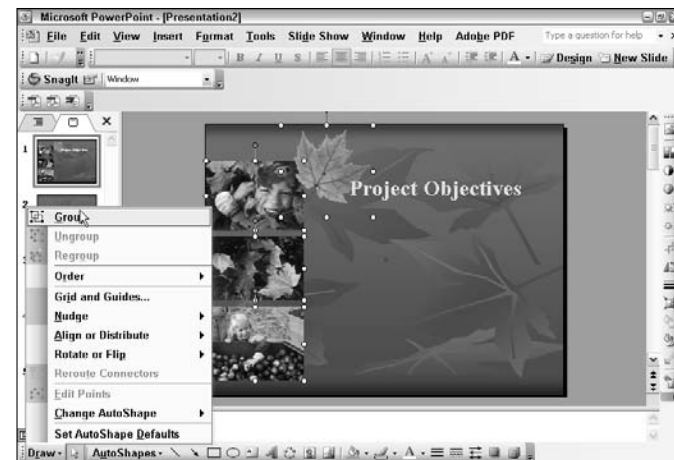 Microsoft PowerPoint - [Presentation2]
File Edit View Insert Format Tools Slide Show Window Help Adobe PDF Type a question for help
B I U S A Design New Slide
SnagIt Window
1
2
Project Objectives
Group
Ungroup
Regroup
Order
Grid and Guides...
Nudge
Align or Distribute
Rotate or Flip
Reroute Connectors
Edit Points
Change AutoShape
Set AutoShape Defaults
Draw AutoShapes A